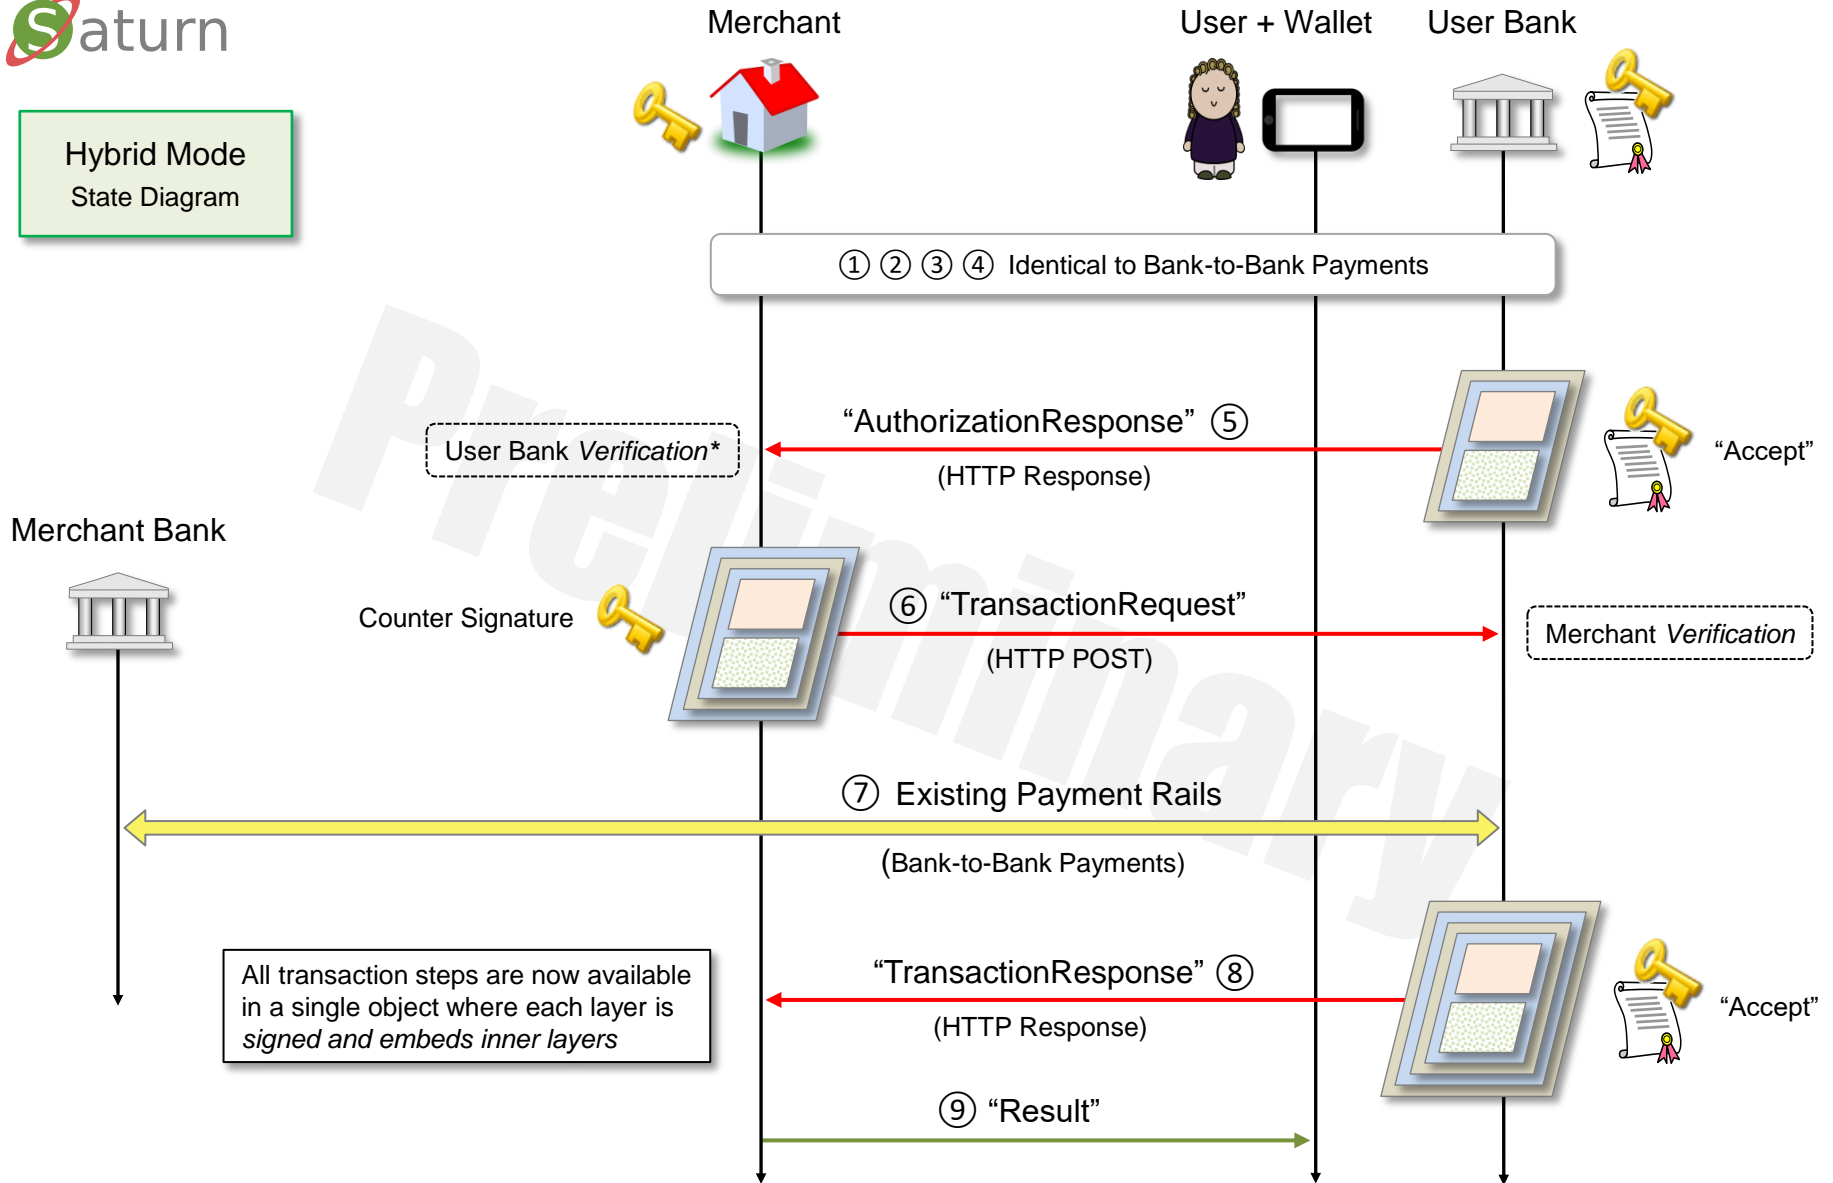 Saturn
Merchant
User + Wallet
User Bank
Hybrid Mode
State Diagram
① ② ③ ④ Identical to Bank-to-Bank Payments
“AuthorizationResponse” ⑤
(HTTP Response)
User Bank Verification*
“Accept”
Merchant Bank
Counter Signature
⑥ “TransactionRequest”
(HTTP POST)
Merchant Verification
⑦ Existing Payment Rails
(Bank-to-Bank Payments)
All transaction steps are now available
in a single object where each layer is
signed and embeds inner layers
“TransactionResponse” ⑧
(HTTP Response)
“Accept”
⑨ “Result”
Preliminary